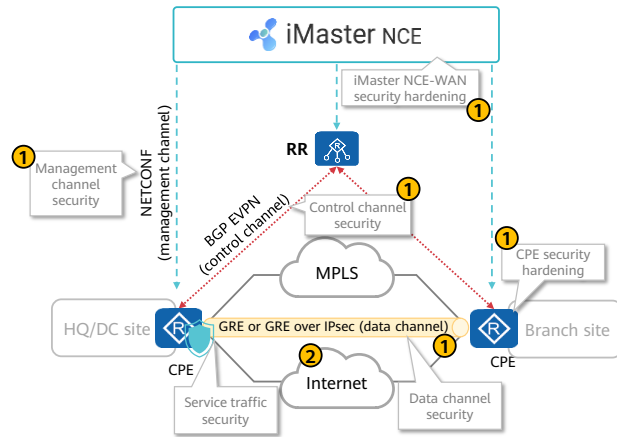 iMaster NCE
iMaster NCE-WAN
security hardening
1
RR
R
1
Management
channel
security
NETCONF
(management channel)
BGP EVPN
(control channel)
1
Control channel
security
1
CPE security
hardening
MPLS
HQ/DC site
R
GRE or GRE over IPsec (data channel)
1
R
Branch site
CPE
2
CPE
Internet
Service traffic
security
Data channel
security